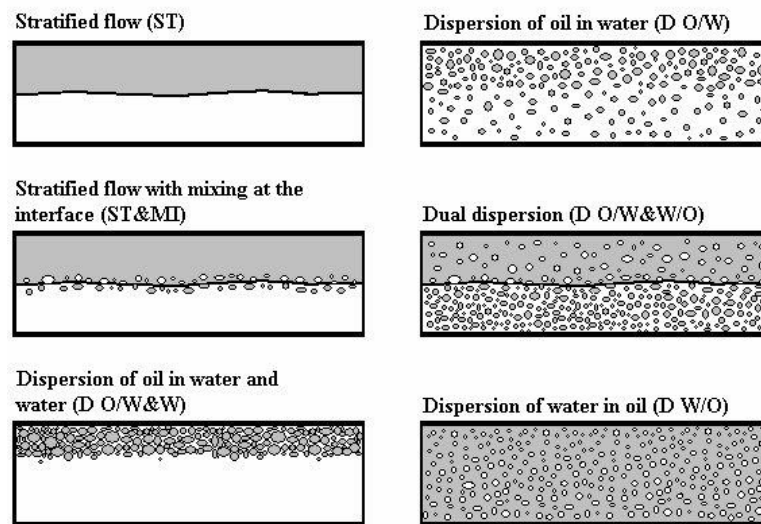 Stratified flow (ST)
Dispersion of oil in water (D O/W)
Stratified flow with mixing at the
interface (ST&MI)
Dual dispersion (D O/W&W/O)
Dispersion of oil in water and
water (D O/W&W)
Dispersion of water in oil (D W/O)